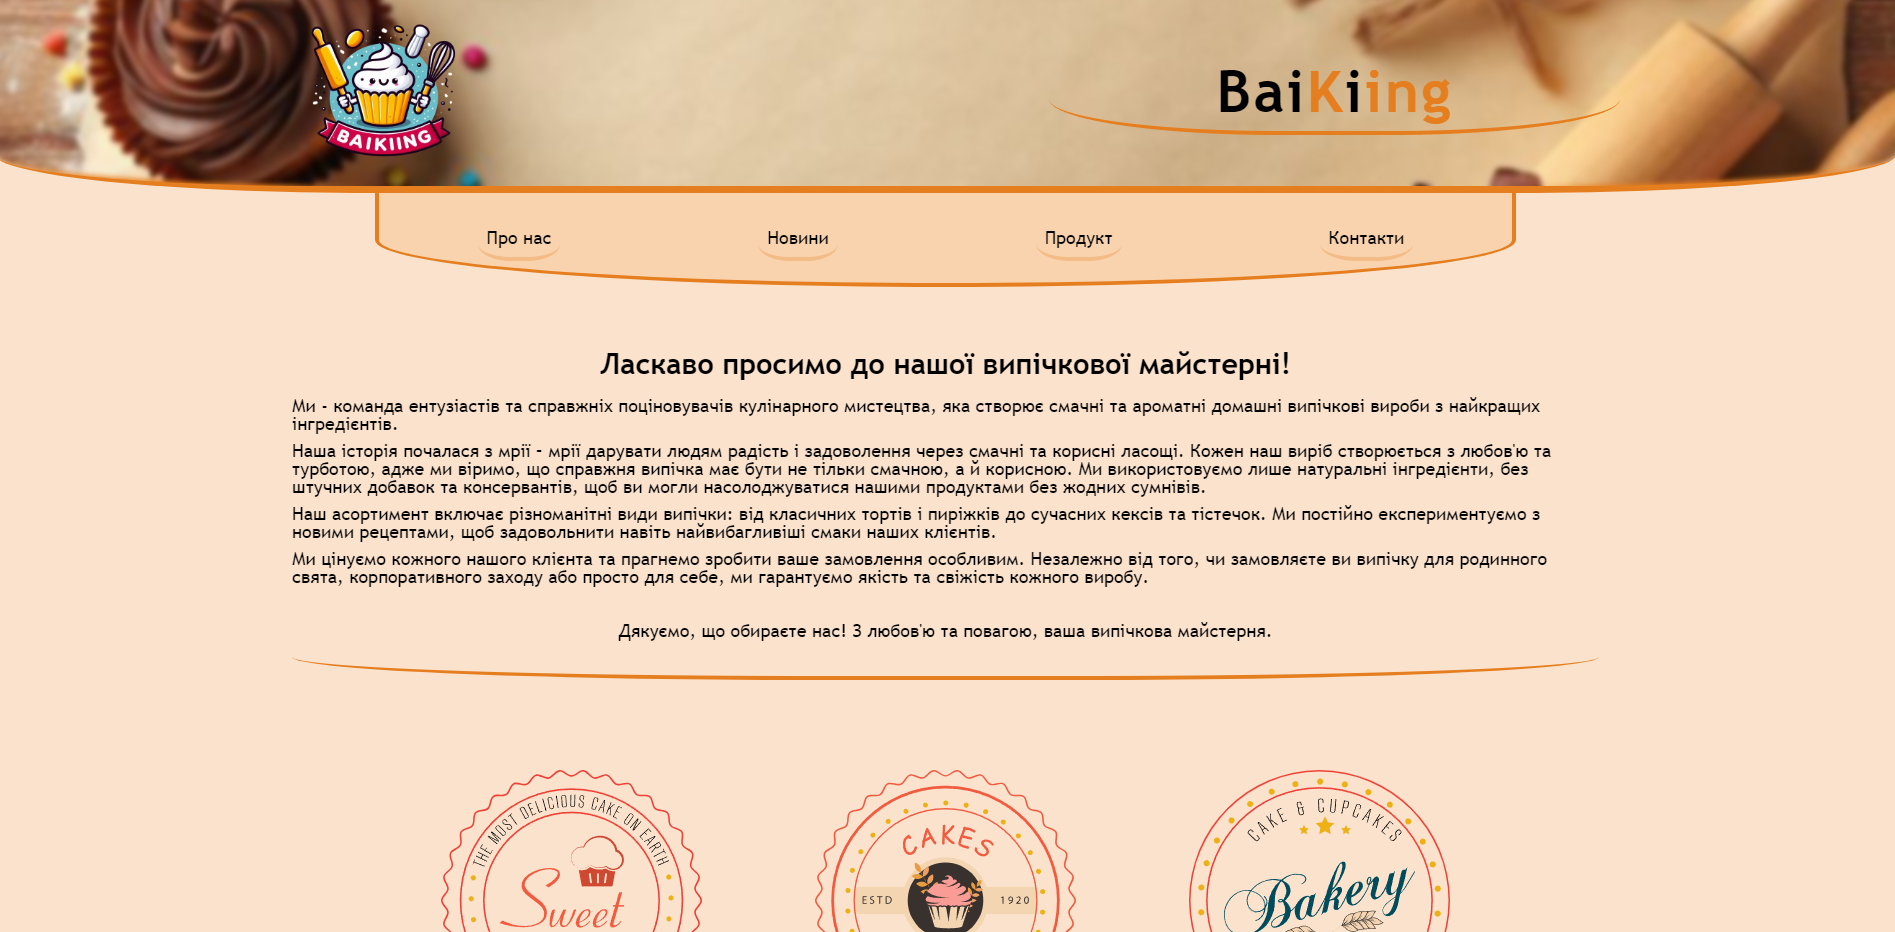 BAIKIING
BaiKiing
Про нас
Новини
Продукт
Контакти
Ласкаво просимо до нашої випічкової майстерні!
Ми - команда ентузіастів та справжніх поціновувачів кулінарного мистецтва, яка створює смачні та ароматні домашні випічкові вироби з найкращих
інгредієнтів.
Наша історія почалася з мрії - мрії дарувати людям радість і задоволення через смачні та корисні ласощі. Кожен наш виріб створюється з любов'ю та
турботою, адже ми віримо, що справжня випічка має бути не тільки смачною, а й корисною. Ми використовуємо лише натуральні інгредієнти, без
штучних добавок та консервантів, щоб ви могли насолоджуватися нашими продуктами без жодних сумнівів.
Наш асортимент включає різноманітні види випічки: від класичних тортів і пиріжків до сучасних кексів та тістечок. Ми постійно експериментуємо з
новими рецептами, щоб задовольнити навіть найвибагливіші смаки наших клієнтів.
Ми цінуємо кожного нашого клієнта та прагнемо зробити ваше замовлення особливим. Незалежно від того, чи замовляєте ви випічку для родинного
свята, корпоративного заходу або просто для себе, ми гарантуємо якість та свіжість кожного виробу.
Дякуємо, що обираєте нас! З любов'ю та повагою, ваша випічкова майстерня.
THE MOST DELICIOUS CAKE ON EARTH
Sweet
CAKES
ESTD
1920
CAKE & CUPCAKES
Bakery